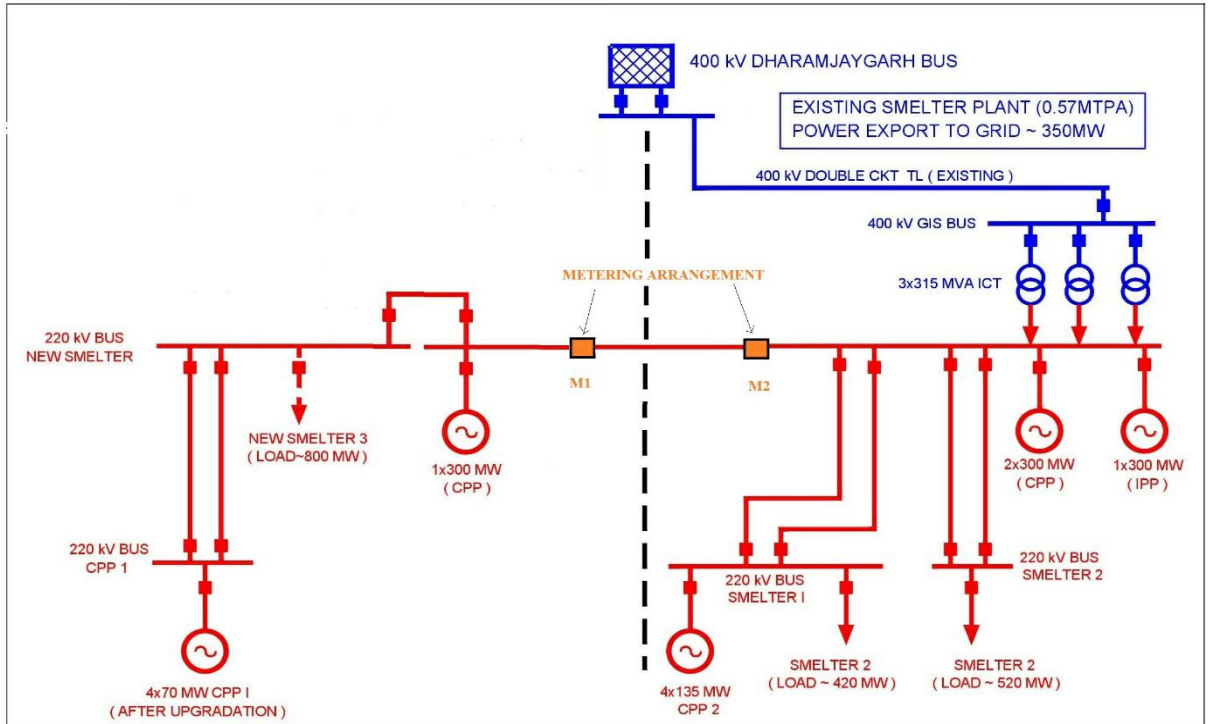 400 kV DHARAMJAYGARH BUS
EXISTING SMELTER PLANT (0.57MTPA)
POWER EXPORT TO GRID ~ 350MW
400 kV DOUBLE CKT TL ( EXISTING )
400 kV GIS BUS
METERING ARRANGEMENT
3x315 MVA ICT
220 kV BUS
NEW SMELTER
M1
M2
NEW SMELTER 3
( LOAD~800 MW )
1x300 MW
( CPP )
2x300 MW
( CPP )
1x300 MW
( IPP )
220 kV BUS
CPP 1
220 kV BUS
SMELTER I
220 kV BUS
SMELTER 2
4x70 MW CPP I
( AFTER UPGRADATION )
4x135 MW
CPP 2
SMELTER 2
( LOAD ~ 420 MW )
SMELTER 2
( LOAD ~ 520 MW )